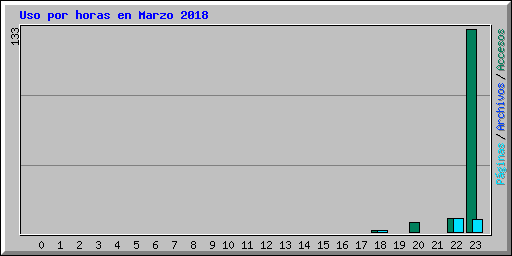 Uso por horas en Marzo 2018
133
Páginas/Archivos/Accesos
0 1 2 3 4 5 6 7 8 9 10 11 12 13 14 15 16 17 18 19 20 21 22 23